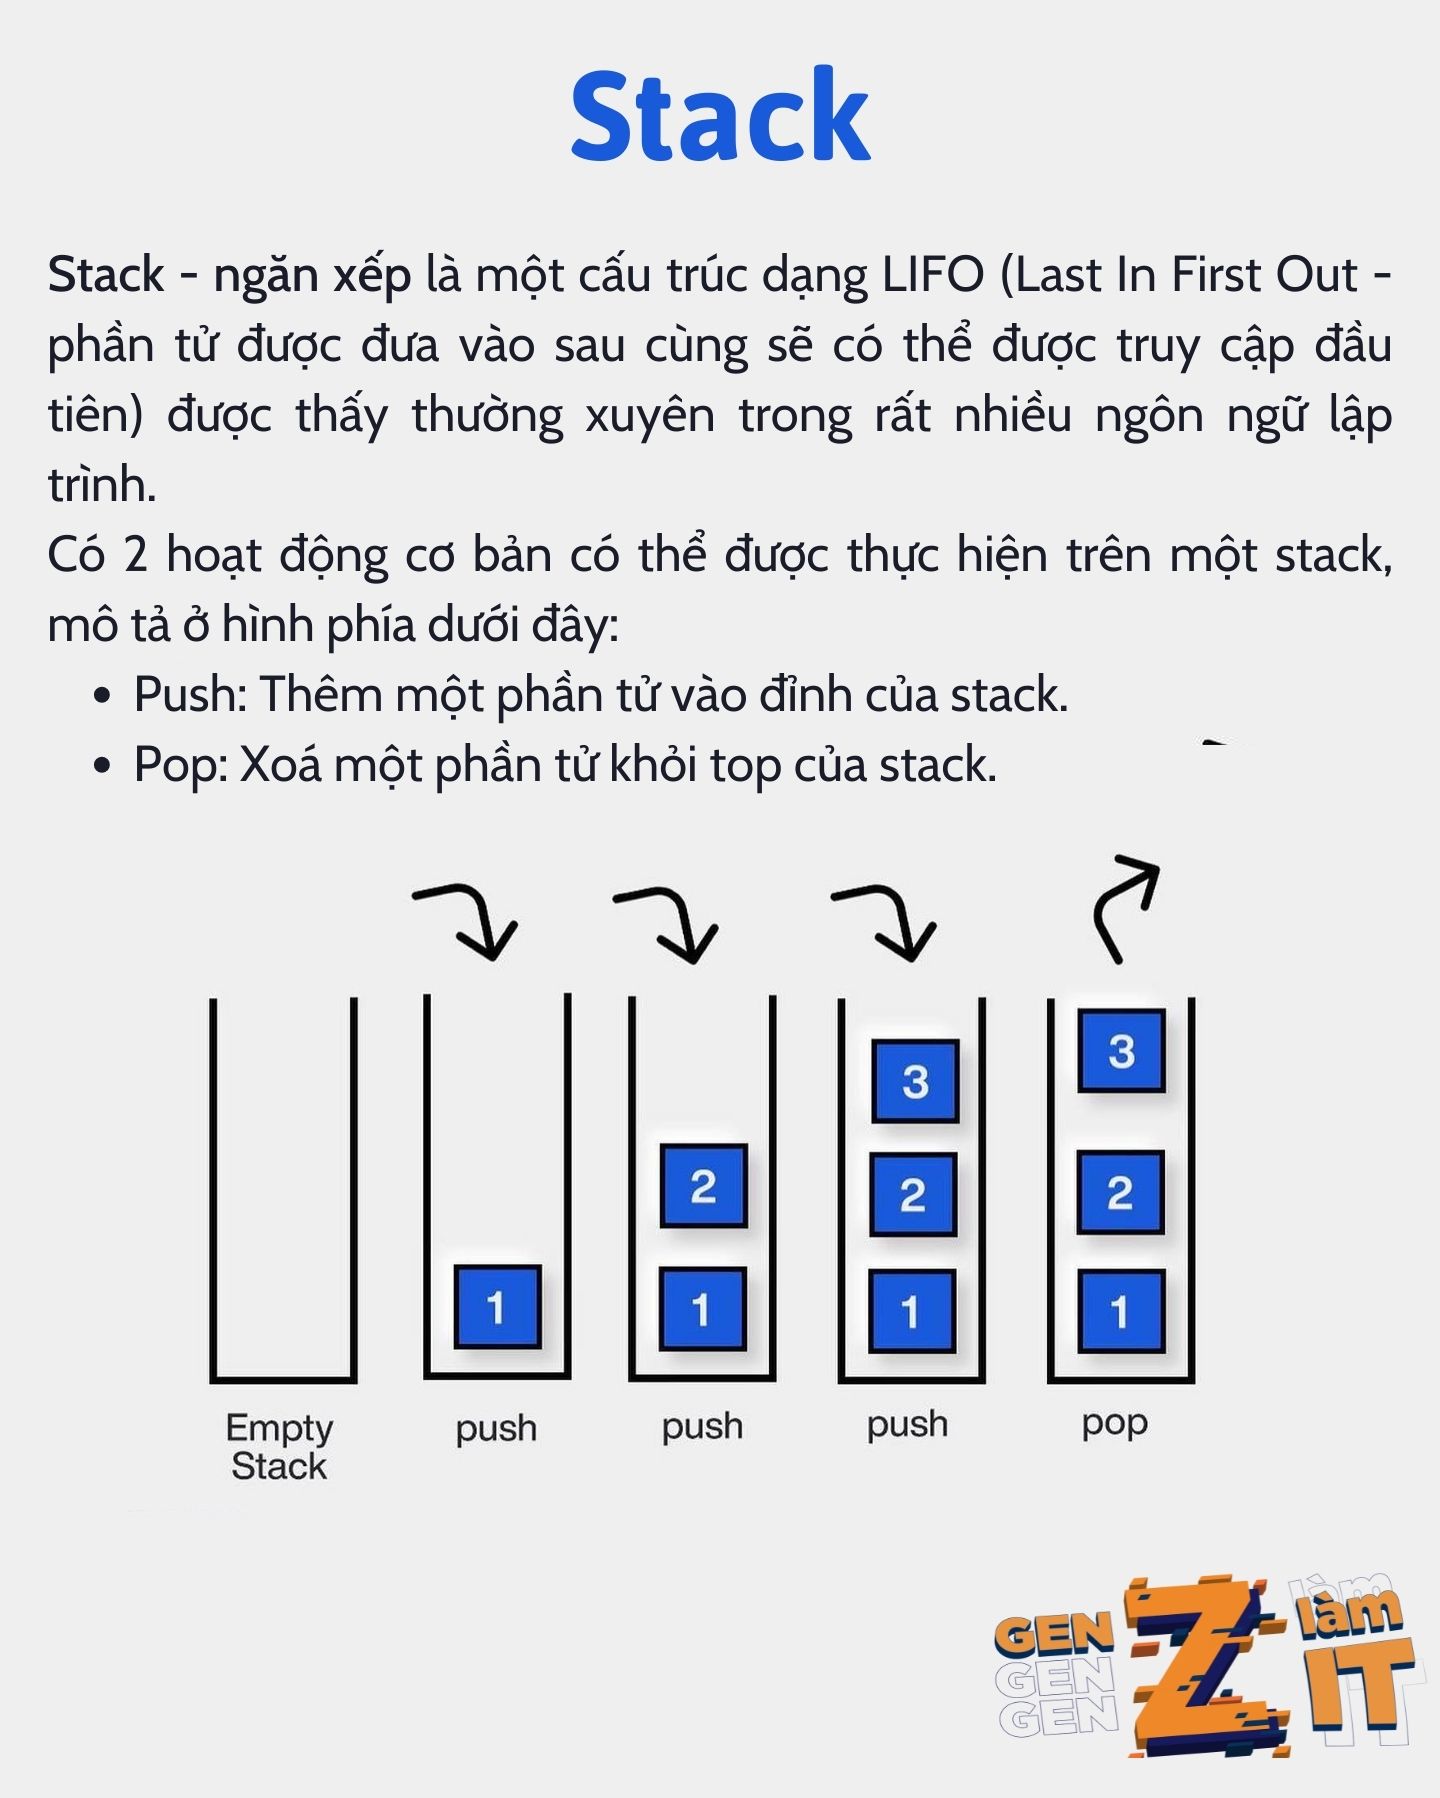 Stack
Stack - ngăn xếp là một cấu trúc dạng LIFO (Last In First Out -
phần tử được đưa vào sau cùng sẽ có thể được truy cập đầu
tiên) được thấy thường xuyên trong rất nhiều ngôn ngữ lập
trình.
Có 2 hoạt động cơ bản có thể được thực hiện trên một stack,
mô tả ở hình phía dưới đây:
• Push: Thêm một phần tử vào đỉnh của stack.
• Pop: Xoá một phần tử khỏi top của stack.
3
3
2
2
2
1
1
1
1
Empty
Stack
push
push
push
pop
GEN
GEN
GEN
Z
làm
làm
IT
IT